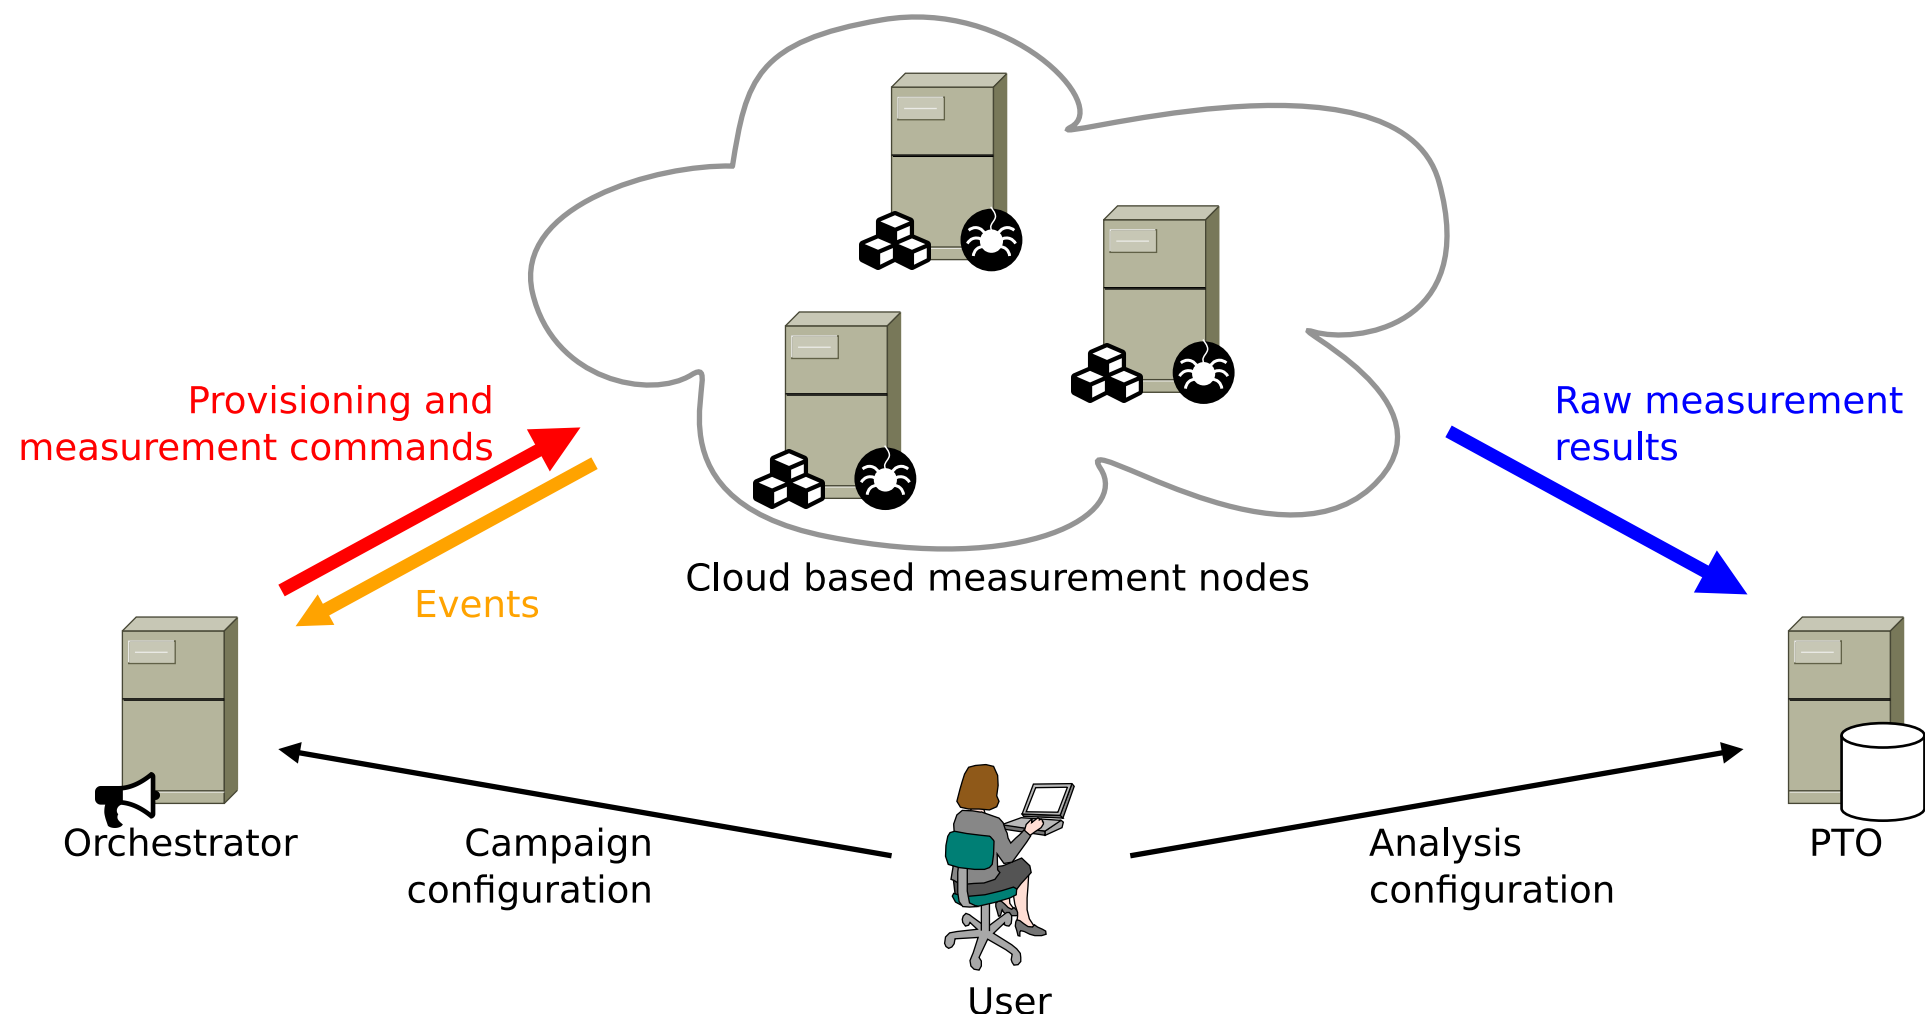 Provisioning and
measurement commands
Raw measurement
results
Cloud based measurement nodes
Events
Orchestrator
Campaign
configuration
Analysis
configuration
PTO
User